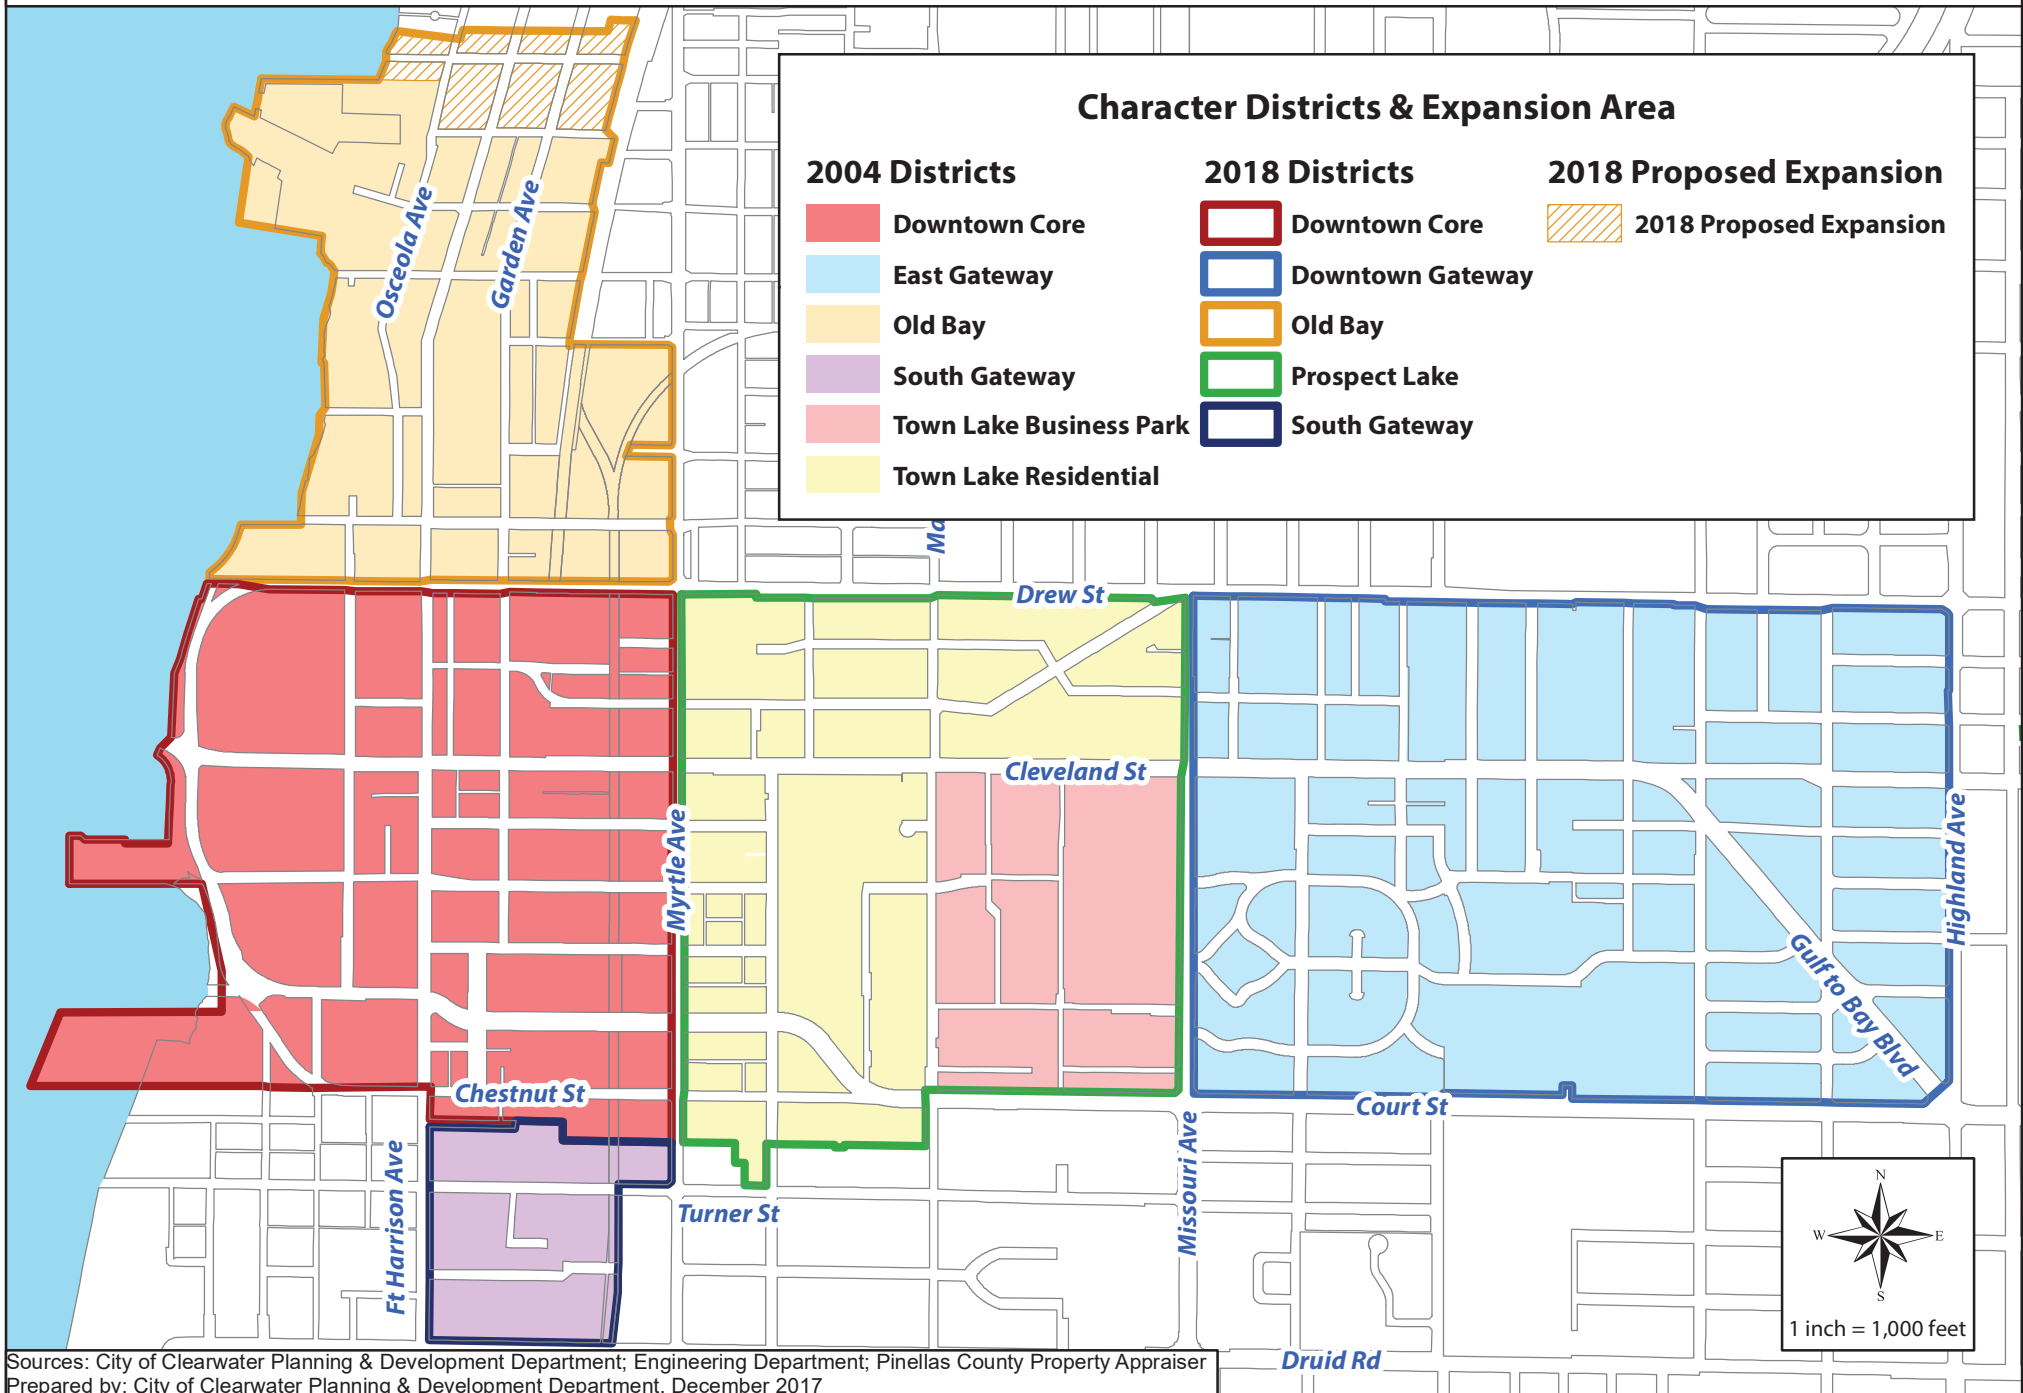 Character Districts & Expansion Area
2004 Districts
Downtown Core
East Gateway
Old Bay
South Gateway
Town Lake Business Park
Town Lake Residential
2018 Districts
Downtown Core
Downtown Gateway
Old Bay
Prospect Lake
South Gateway
2018 Proposed Expansion
2018 Proposed Expansion
Osceola Ave
Garden Ave
Drew St
Cleveland St
Myrtle Ave
Highland Ave
Gulf to Bay Blvd
Chestnut St
Court St
Ft Harrison Ave
Missouri Ave
Turner St
Druid Rd
N
W
E
S
1 inch = 1,000 feet
Sources: City of Clearwater Planning & Development Department; Engineering Department; Pinellas County Property Appraiser
Prepared by: City of Clearwater Planning & Development Department, December 2017